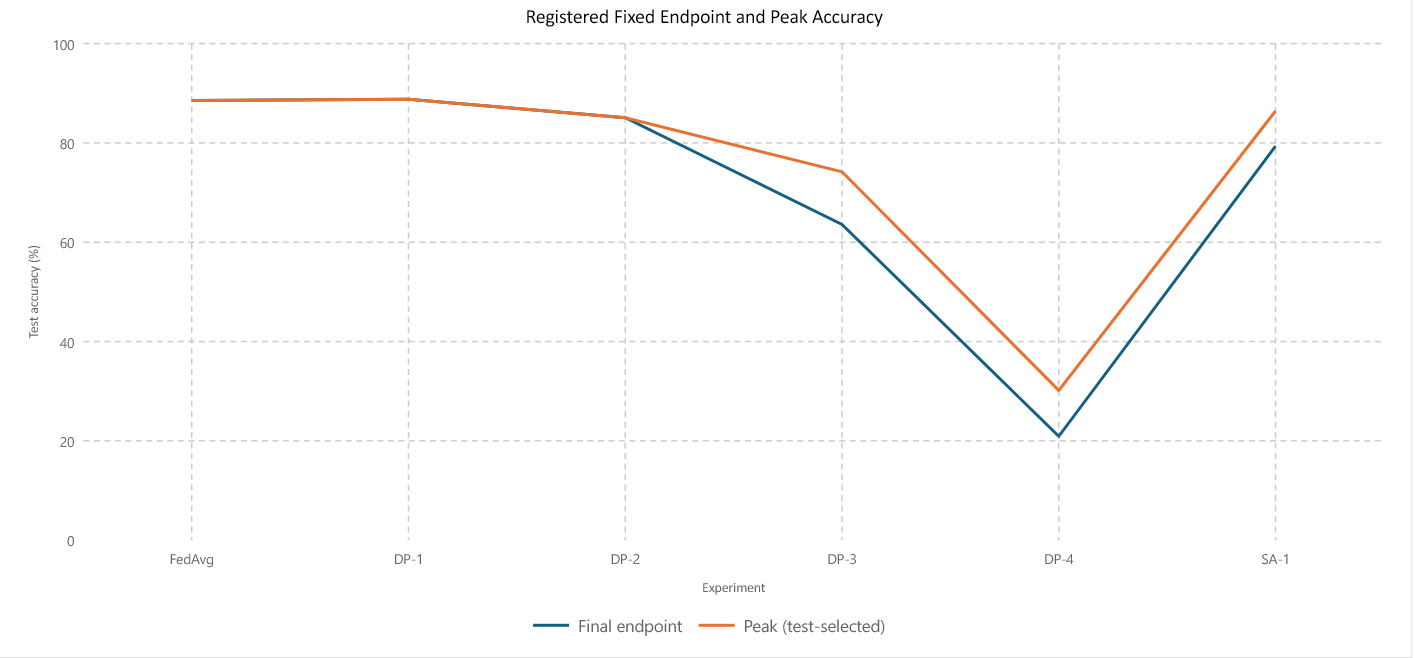 Registered Fixed Endpoint and Peak Accuracy
100
80
60
40
20
0
Test accuracy (%)
FedAvg DP-1 DP-2 DP-3 DP-4 SA-1
Experiment
Final endpoint Peak (test-selected)